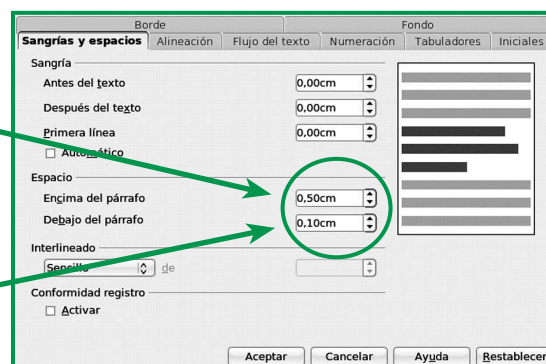 Borde Fondo
Sangrías y espacios Alineación Flujo del texto Numeración Tabuladores Iniciales
Sangría
Antes del texto 0,00cm
Después del texto 0,00cm
Primera línea 0,00cm
Automático
Espacio
Encima del párrafo 0,50cm
Debajo del párrafo 0,10cm
Interlineado
Sencillo de
Conformidad registro
Activar
Aceptar Cancelar Ayuda Restablecer